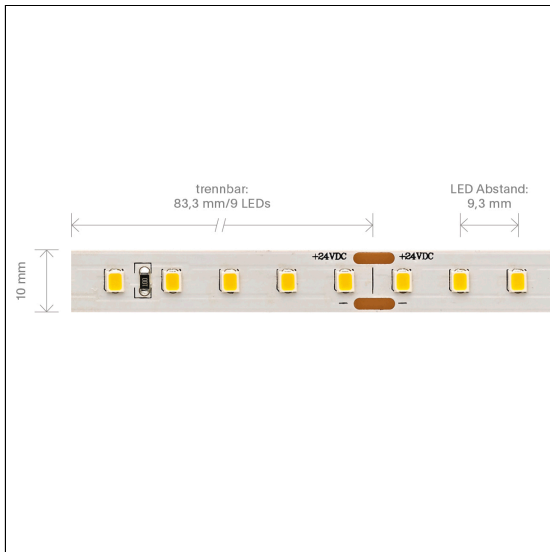 trennbar:
83,3 mm/9 LEDs
LED Abstand:
9,3 mm
10 mm
+24VDC
+24VDC